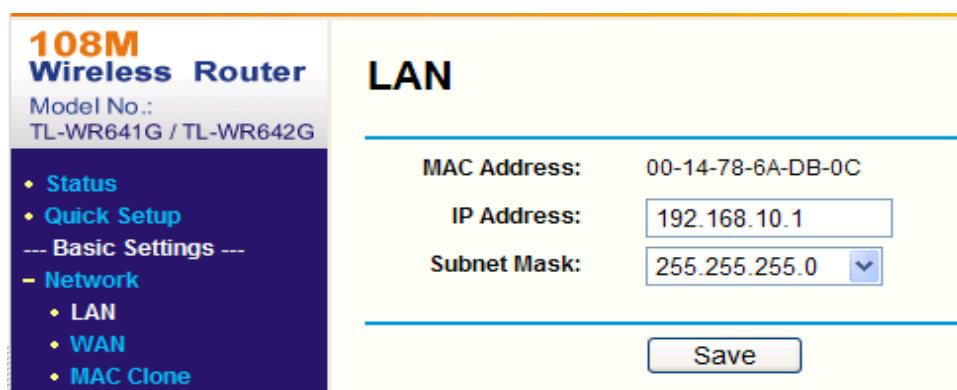 108M
Wireless Router
Model No.:
TL-WR641G / TL-WR642G
• Status
• Quick Setup
--- Basic Settings ---
– Network
• LAN
• WAN
• MAC Clone
LAN
MAC Address: 00-14-78-6A-DB-0C
IP Address: 192.168.10.1
Subnet Mask: 255.255.255.0
Save